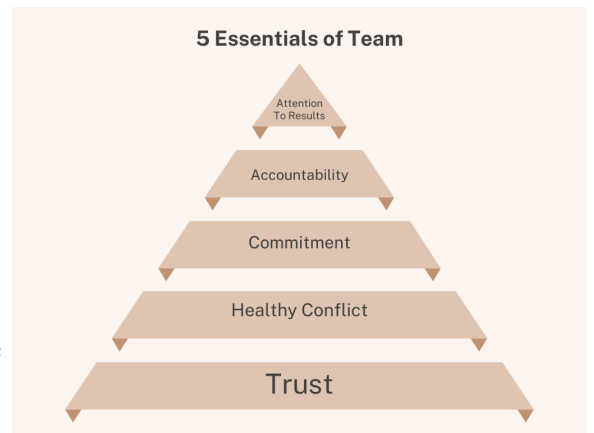 5 Essentials of Team
Attention
To Results
Accountability
Commitment
Healthy Conflict
Trust